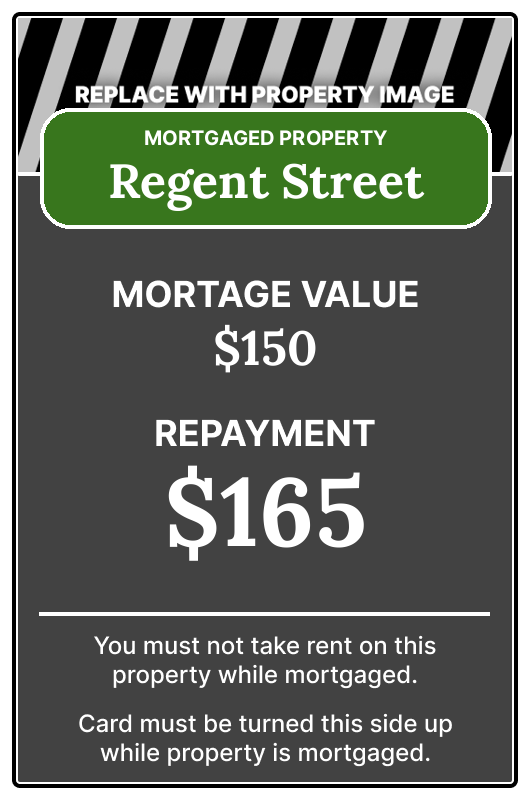 REPLACE WITH PROPERTY IMAGE
MORTGAGED PROPERTY
Regent Street
MORTAGE VALUE
$150
REPAYMENT
$165
You must not take rent on this
property while mortgaged.
Card must be turned this side up
while property is mortgaged.